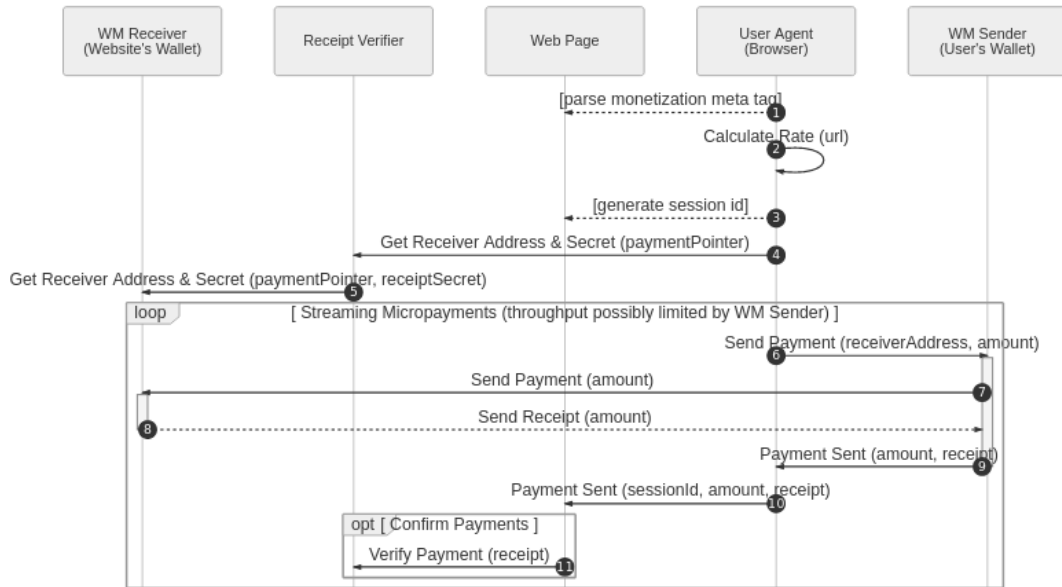 WM Receiver
(Website's Wallet)
Receipt Verifier
Web Page
User Agent
(Browser)
WM Sender
(User's Wallet)
[parse monetization meta tag]
1
Calculate Rate (url)
2
[generate session id]
3
Get Receiver Address & Secret (paymentPointer)
4
Get Receiver Address & Secret (paymentPointer, receiptSecret)
5
loop
[ Streaming Micropayments (throughput possibly limited by WM Sender) ]
Send Payment (receiverAddress, amount)
6
Send Payment (amount)
7
Send Receipt (amount)
8
Payment Sent (amount, receipt)
9
Payment Sent (sessionId, amount, receipt)
10
opt [ Confirm Payments ]
Verify Payment (receipt)
11